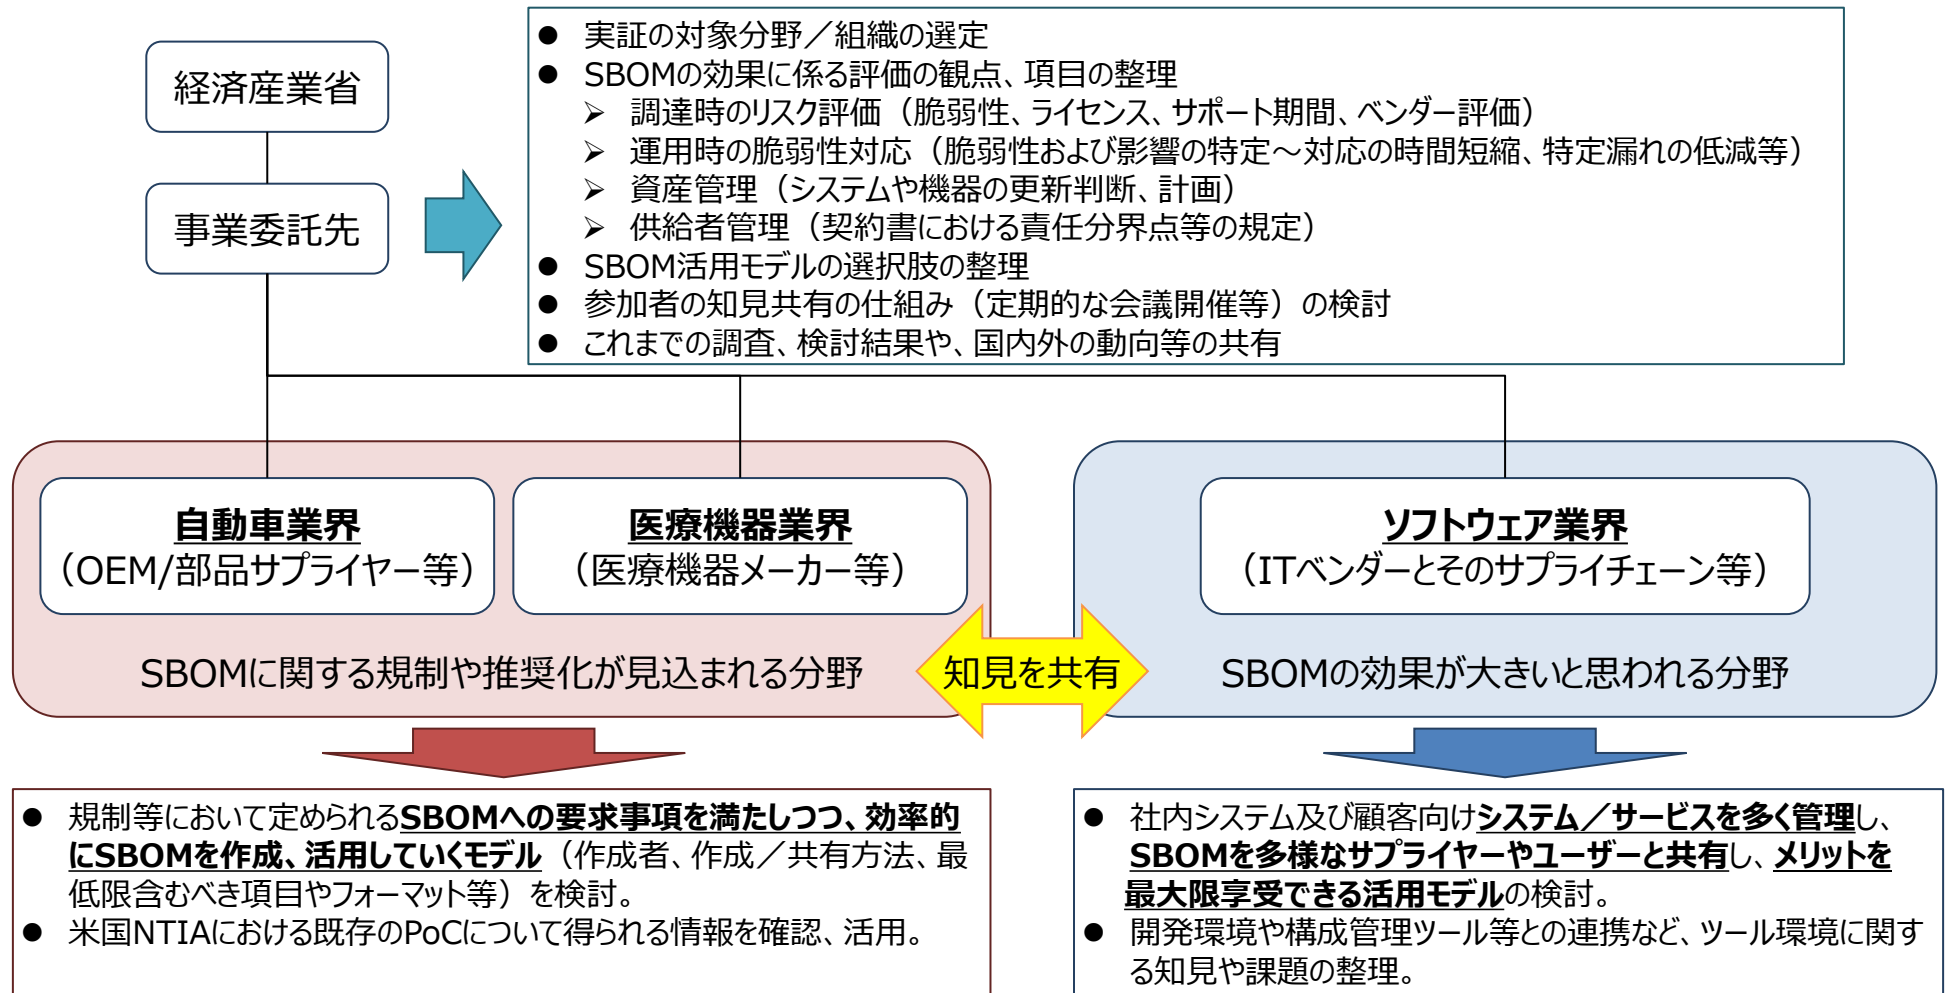 経済産業省
事業委託先
● 実証の対象分野／組織の選定
● SBOMの効果に係る評価の観点、項目の整理
➢ 調達時のリスク評価（脆弱性、ライセンス、サポート期間、ベンダー評価）
➢ 運用時の脆弱性対応（脆弱性および影響の特定～対応の時間短縮、特定漏れの低減等）
➢ 資産管理（システムや機器の更新判断、計画）
➢ 供給者管理（契約書における責任分界点等の規定）
● SBOM活用モデルの選択肢の整理
● 参加者の知見共有の仕組み（定期的な会議開催等）の検討
● これまでの調査、検討結果や、国内外の動向等の共有
自動車業界
（OEM/部品サプライヤー等）
医療機器業界
（医療機器メーカー等）
SBOMに関する規制や推奨化が見込まれる分野
知見を共有
ソフトウェア業界
（ITベンダーとそのサプライチェーン等）
SBOMの効果が大きいと思われる分野
● 規制等において定められるSBOMへの要求事項を満たしつつ、効率的
にSBOMを作成、活用していくモデル（作成者、作成／共有方法、最
低限含むべき項目やフォーマット等）を検討。
● 米国NTIAにおける既存のPoCについて得られる情報を確認、活用。
● 社内システム及び顧客向けシステム／サービスを多く管理し、
SBOMを多様なサプライヤーやユーザーと共有し、メリットを
最大限享受できる活用モデルの検討。
● 開発環境や構成管理ツール等との連携など、ツール環境に関す
る知見や課題の整理。